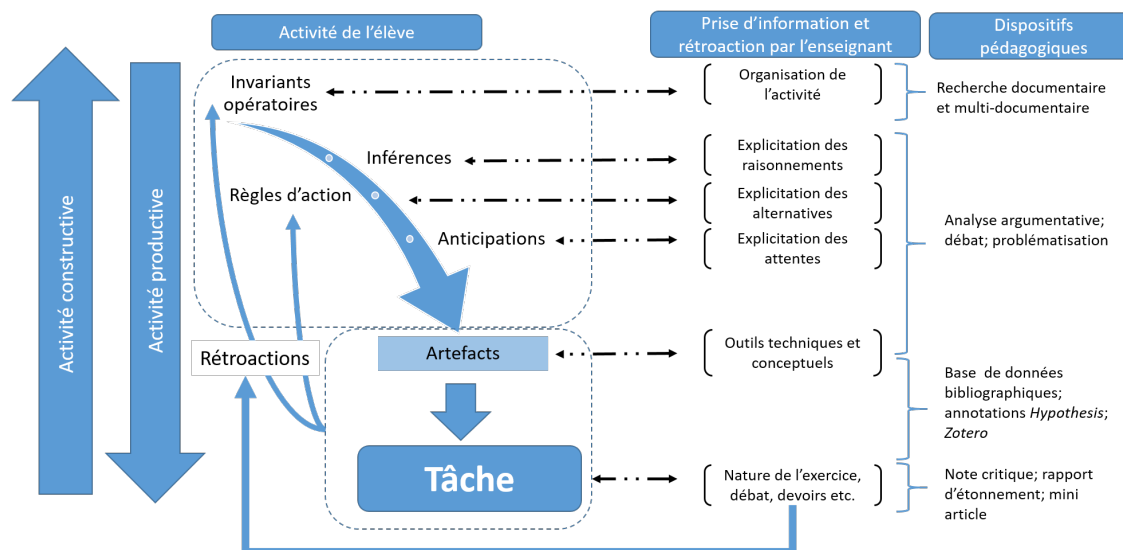 Activité de l'élève
Prise d'information et
rétroaction par l'enseignant
Dispositifs
pédagogiques
Activité constructive
Activité productive
Invariants
opératoires
Organisation de
l'activité
Recherche documentaire
et multi-documentaire
Inférences
Explicitation des
raisonnements
Règles d'action
Explicitation des
alternatives
Anticipations
Explicitation des
attentes
Analyse argumentative;
débat; problématisation
Rétroactions
Artefacts
Outils techniques et
conceptuels
Base de données
bibliographiques;
annotations Hypothesis;
Zotero
Tâche
Nature de l'exercice,
débat, devoirs etc.
Note critique; rapport
d'étonnement; mini
article